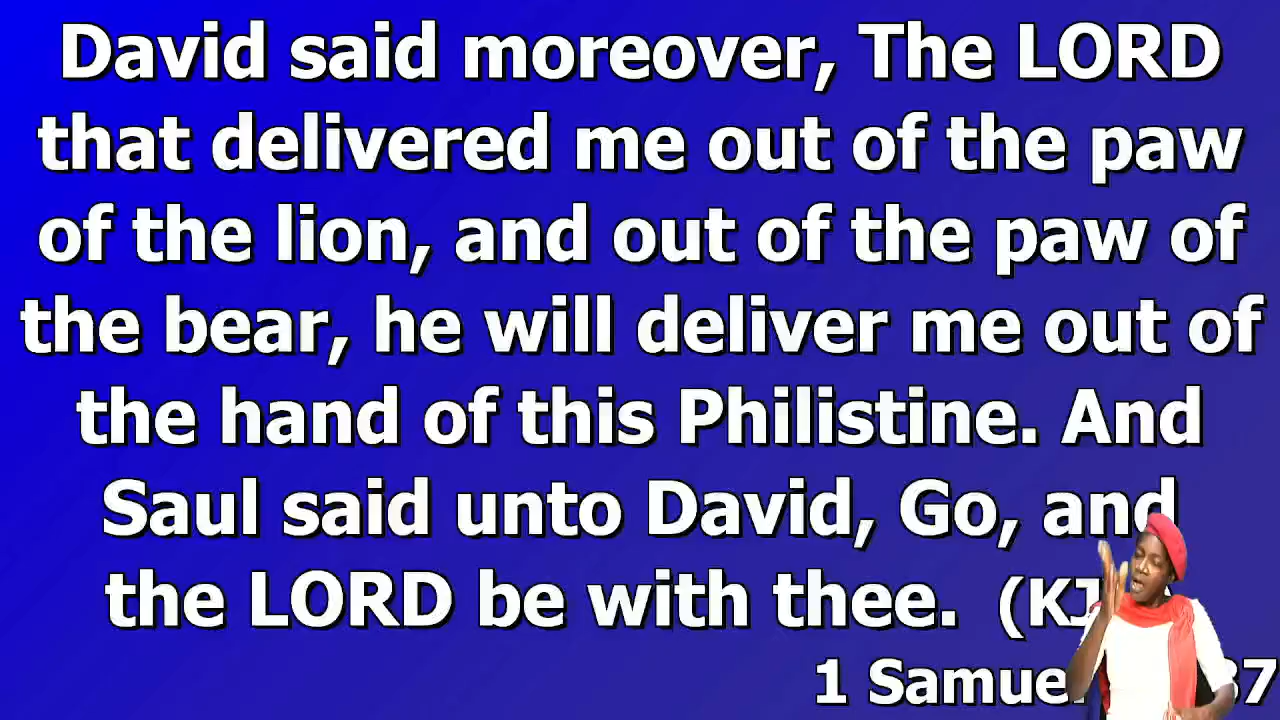 David said moreover, The LORD
that delivered me out of the paw
of the lion, and out of the paw of
the bear, he will deliver me out of
the hand of this Philistine. And
Saul said unto David, Go, and
the LORD be with thee. (KJ
1 Samuel 37